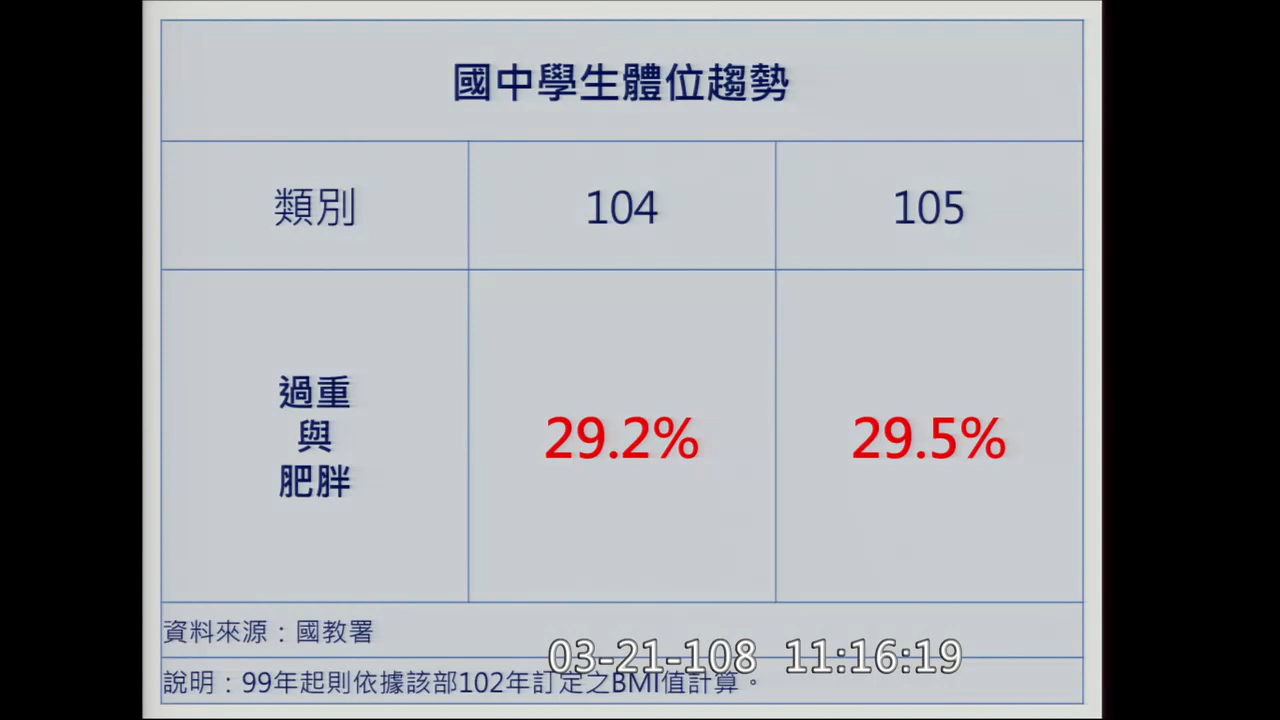 國中學生體位趨勢
類別 104 105
過重
與
肥胖
29.2% 29.5%
資料來源：國教署
03-21-108 11:16:19
說明：99年起則依據該部102年訂定之BMI值計算。